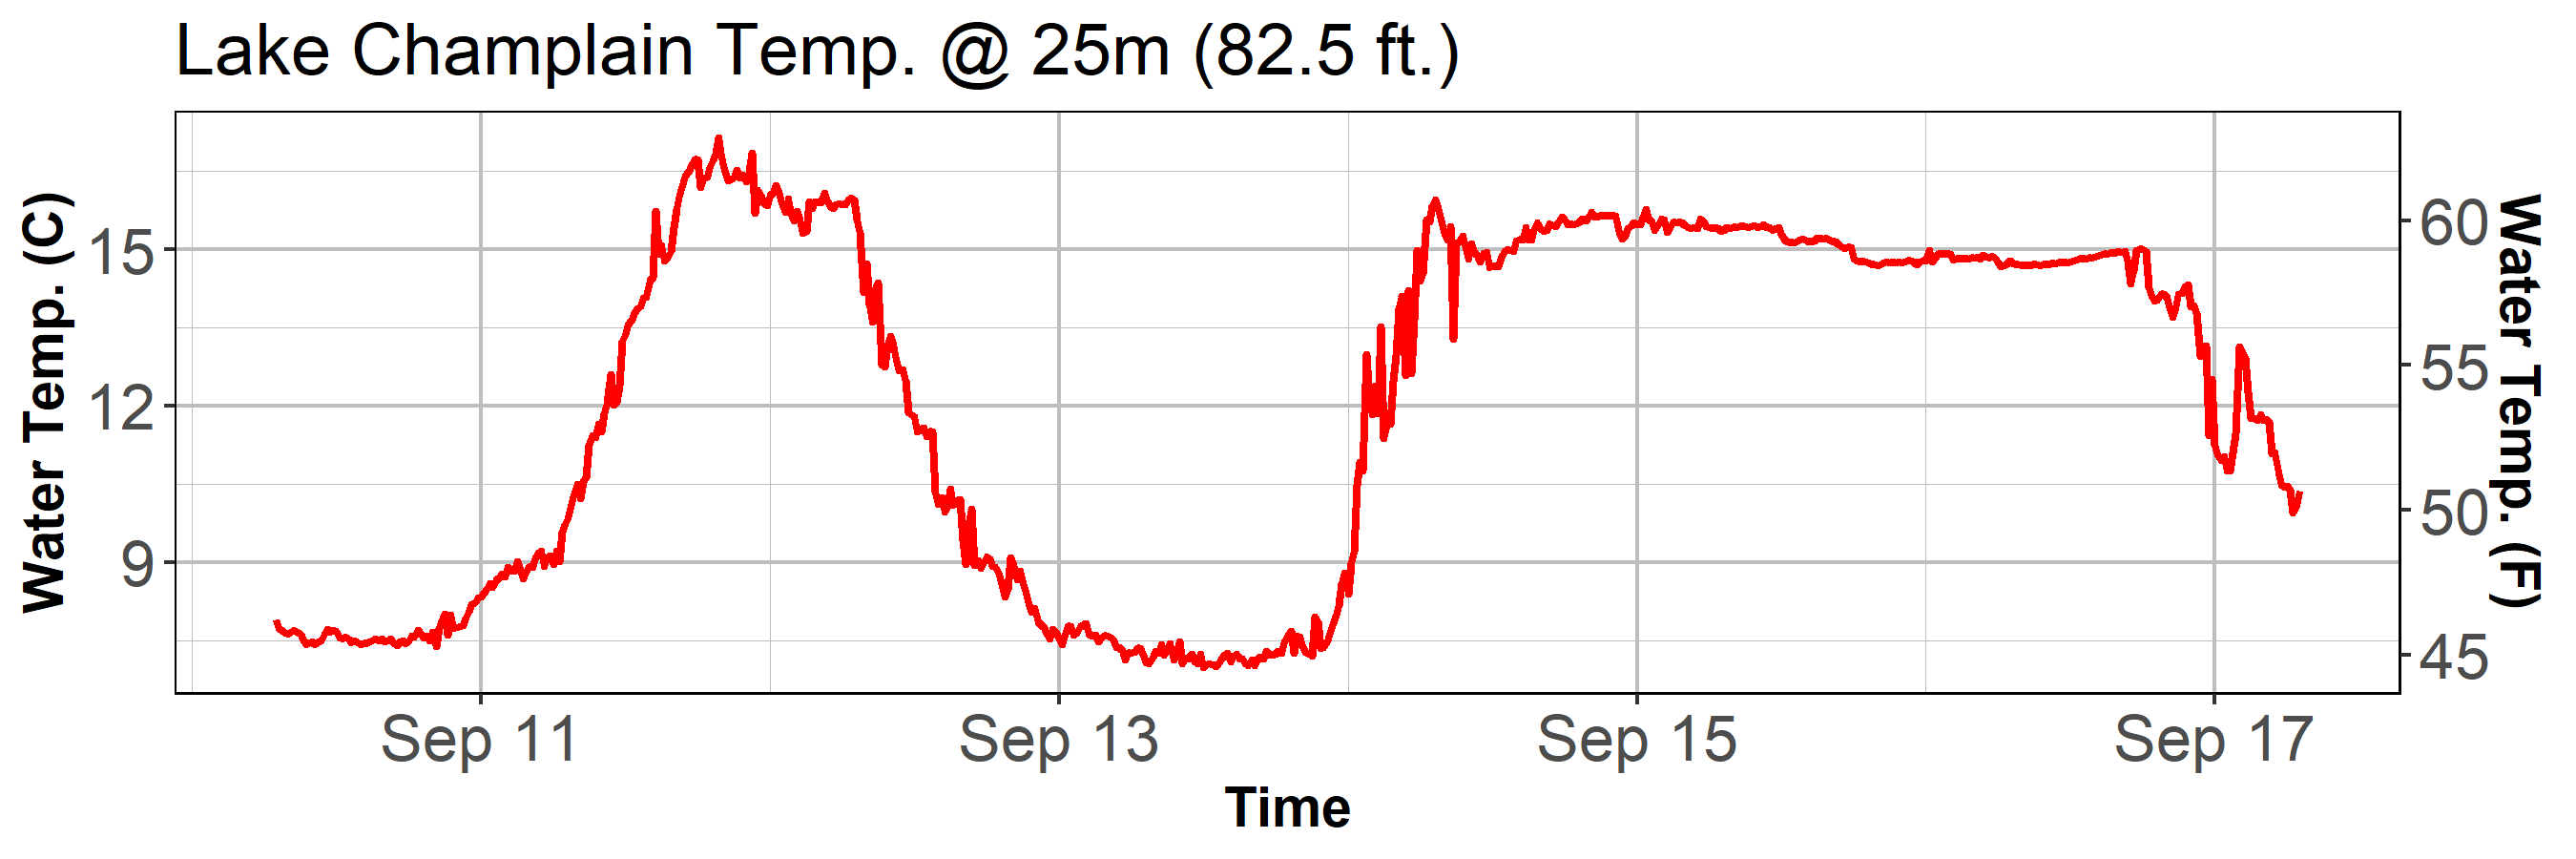 Lake Champlain Temp. @ 25m (82.5 ft.)
Water Temp. (C)
15
12
9
60
55
50
45
Water Temp. (F)
Sep 11
Sep 13
Sep 15
Sep 17
Time